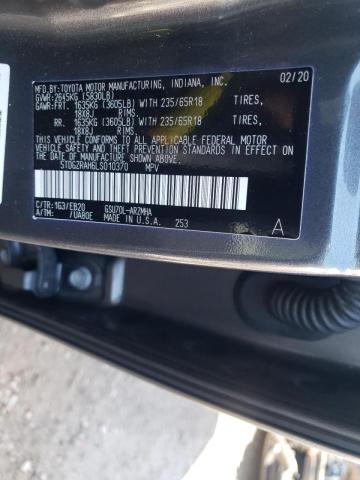 MFD.BY:TOYOTA MOTOR MANUFACTURING, INDIANA, INC. 02/20
GVWR:2645KG (5830LB)
GAWR:FRT. 1635KG (3605LB) WITH 235/65R18 TIRES,
18X8J RIMS.
RR. 1635KG (3605LB) WITH 235/65R18 TIRES,
18X8J RIMS.
THIS VEHICLE CONFORMS TO ALL APPLICABLE FEDERAL
MOTOR VEHICLE SAFETY, BUMPER, AND THEFT
PREVENTION STANDARDS IN EFFECT ON THE DATE OF
MANUFACTURE SHOWN ABOVE.
5TDGZRAH6LS010370 MPV
C/TR:1G3/EB20 GSU70L-ARZMHA
A/TM: /UA80E MADE IN U.S.A. 253 A